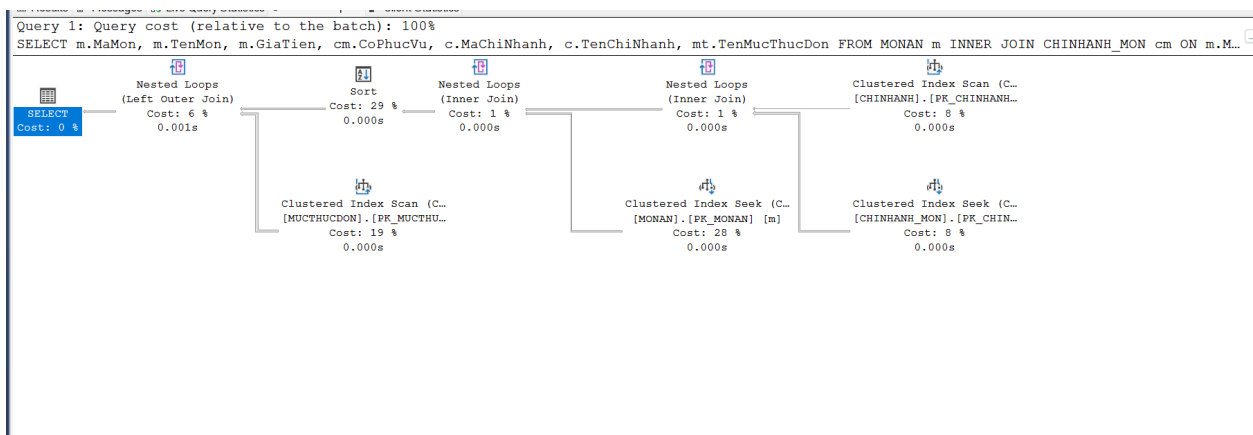 Query 1: Query cost (relative to the batch): 100%
SELECT m.MaMon, m.TenMon, m.GiaTien, cm.CoPhucVu, c.MaChiNhanh, c.TenChiNhanh, mt.TenMucThucDon FROM MONAN m INNER JOIN CHINHANH_MON cm ON m.M…
SELECT
Cost: 0 %
Nested Loops
(Left Outer Join)
Cost: 6 %
0.001s
Sort
Cost: 29 %
0.000s
Nested Loops
(Inner Join)
Cost: 1 %
0.000s
Nested Loops
(Inner Join)
Cost: 1 %
0.000s
Clustered Index Scan (C…
[CHINHANH].[PK_CHINHANH…
Cost: 8 %
0.000s
Clustered Index Scan (C…
[MUCTHUCDON].[PK_MUCTHU…
Cost: 19 %
0.000s
Clustered Index Seek (C…
[MONAN].[PK_MONAN] [m]
Cost: 28 %
0.000s
Clustered Index Seek (C…
[CHINHANH_MON].[PK_CHIN…
Cost: 8 %
0.000s